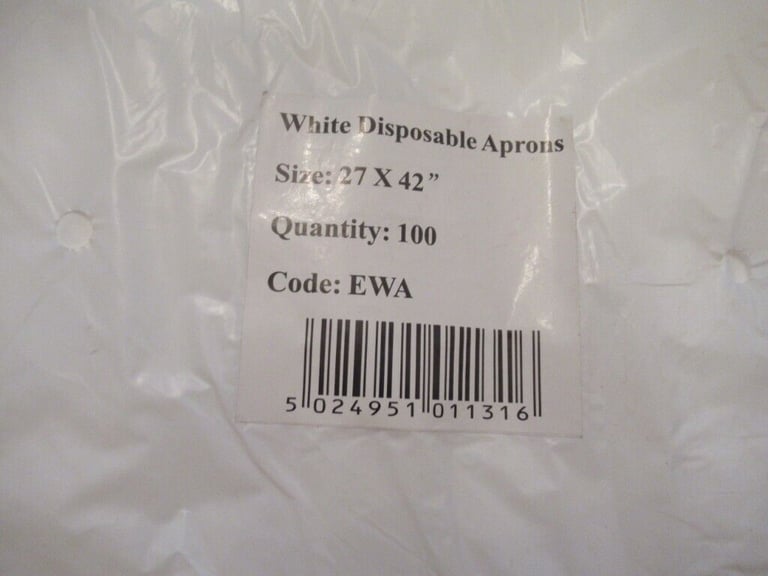 White Disposable Aprons
Size: 27 X 42”
Quantity: 100
Code: EWA
5 024951 011316